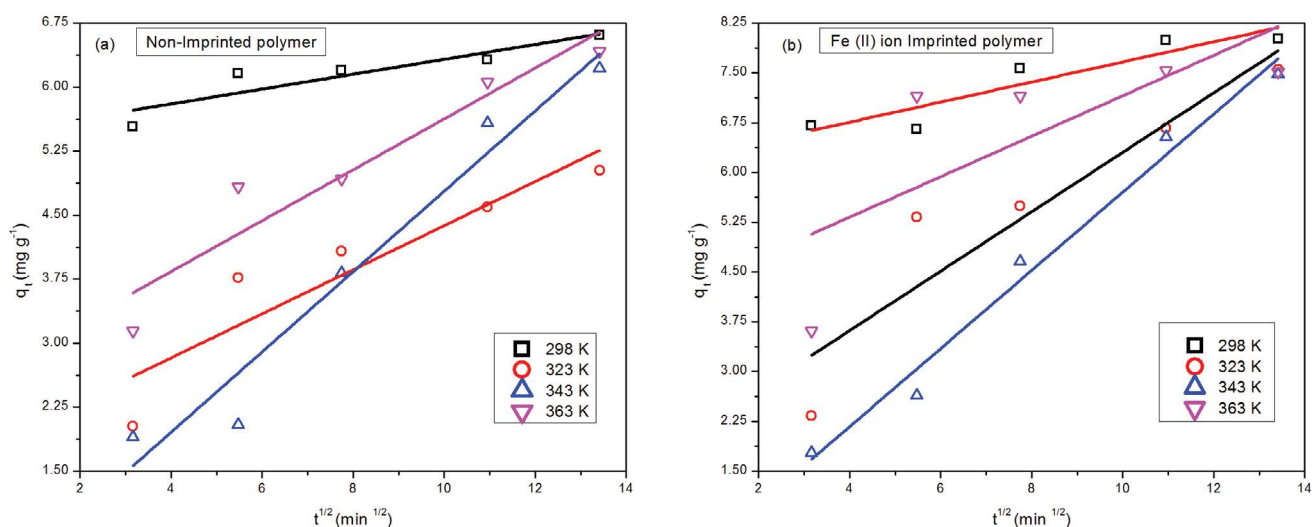 (a)
Non-Imprinted polymer
6.75
6.00
5.25
4.50
3.75
3.00
2.25
1.50
qt (mg g-1)
298 K
323 K
343 K
363 K
2
4
6
8
10
12
14
t1/2 (min 1/2)
(b)
Fe (II) ion Imprinted polymer
8.25
7.50
6.75
6.00
5.25
4.50
3.75
3.00
2.25
1.50
qt (mg g-1)
298 K
323 K
343 K
363 K
2
4
6
8
10
12
14
t1/2 (min 1/2)